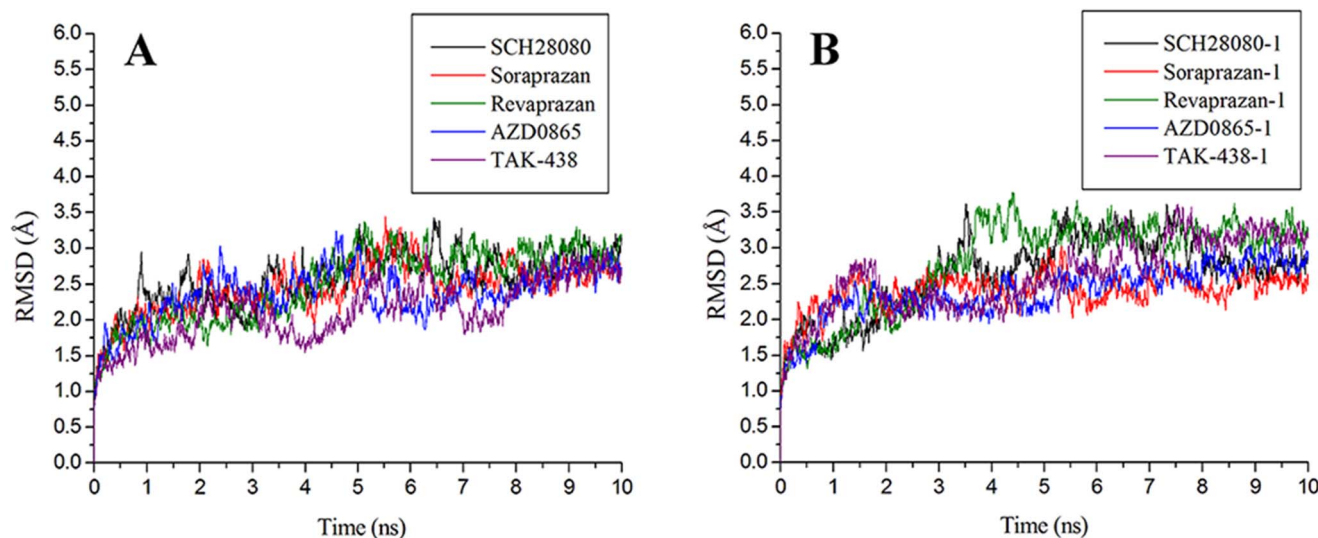 A
SCH28080
Soraprazan
Revaprazan
AZD0865
TAK-438
6.0
5.5
5.0
4.5
4.0
3.5
3.0
2.5
2.0
1.5
1.0
0.5
0.0
RMSD (Å)
0 1 2 3 4 5 6 7 8 9 10
Time (ns)
B
SCH28080-1
Soraprazan-1
Revaprazan-1
AZD0865-1
TAK-438-1
6.0
5.5
5.0
4.5
4.0
3.5
3.0
2.5
2.0
1.5
1.0
0.5
0.0
RMSD (Å)
0 1 2 3 4 5 6 7 8 9 10
Time (ns)